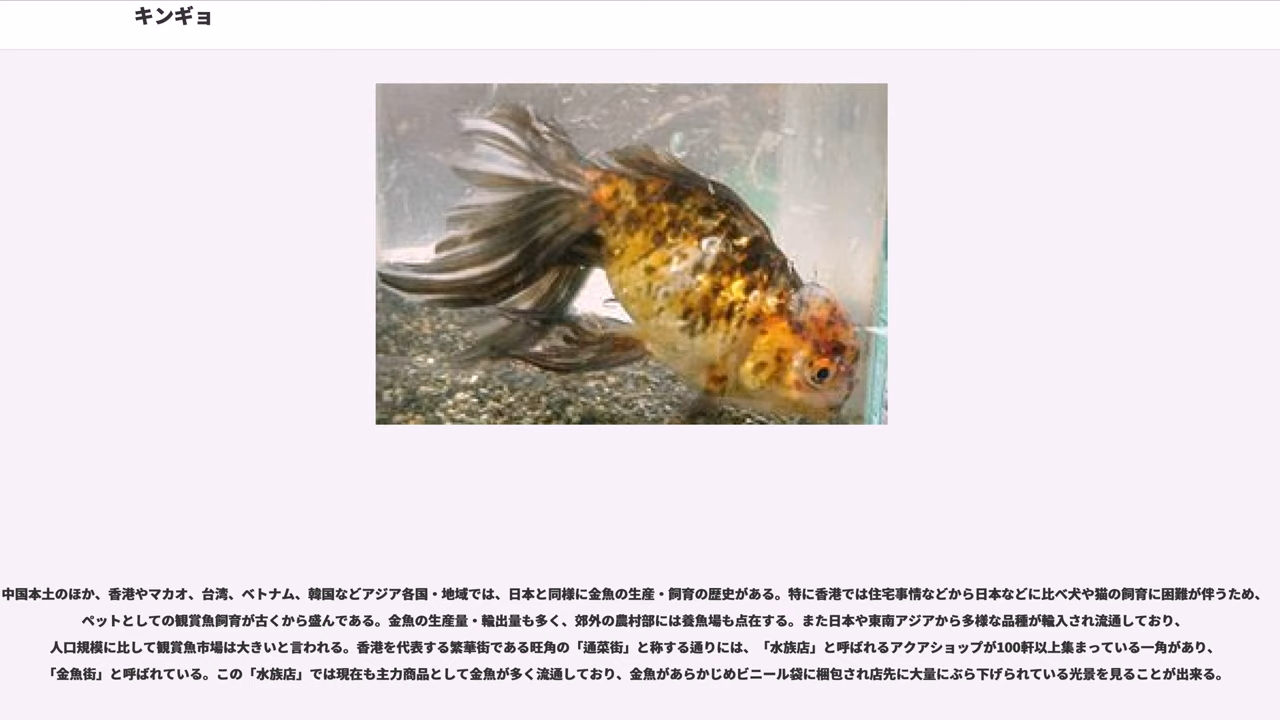 キンギョ
中国本土のほか、香港やマカオ、台湾、ベトナム、韓国などアジア各国・地域では、日本と同様に金魚の生産・飼育の歴史がある。特に香港では住宅事情などから日本などに比べ犬や猫の飼育に困難が伴うため、
ペットとしての観賞魚飼育が古くから盛んである。金魚の生産量・輸出量も多く、郊外の農村部には養魚場も点在する。また日本や東南アジアから多様な品種が輸入され流通しており、
人口規模に比して観賞魚市場は大きいと言われる。香港を代表する繁華街である旺角の「通菜街」と称する通りには、「水族店」と呼ばれるアクアショップが100軒以上集まっている一角があり、
「金魚街」と呼ばれている。この「水族店」では現在も主力商品として金魚が多く流通しており、金魚があらかじめビニール袋に梱包され店先に大量にぶら下げられている光景を見ることが出来る。